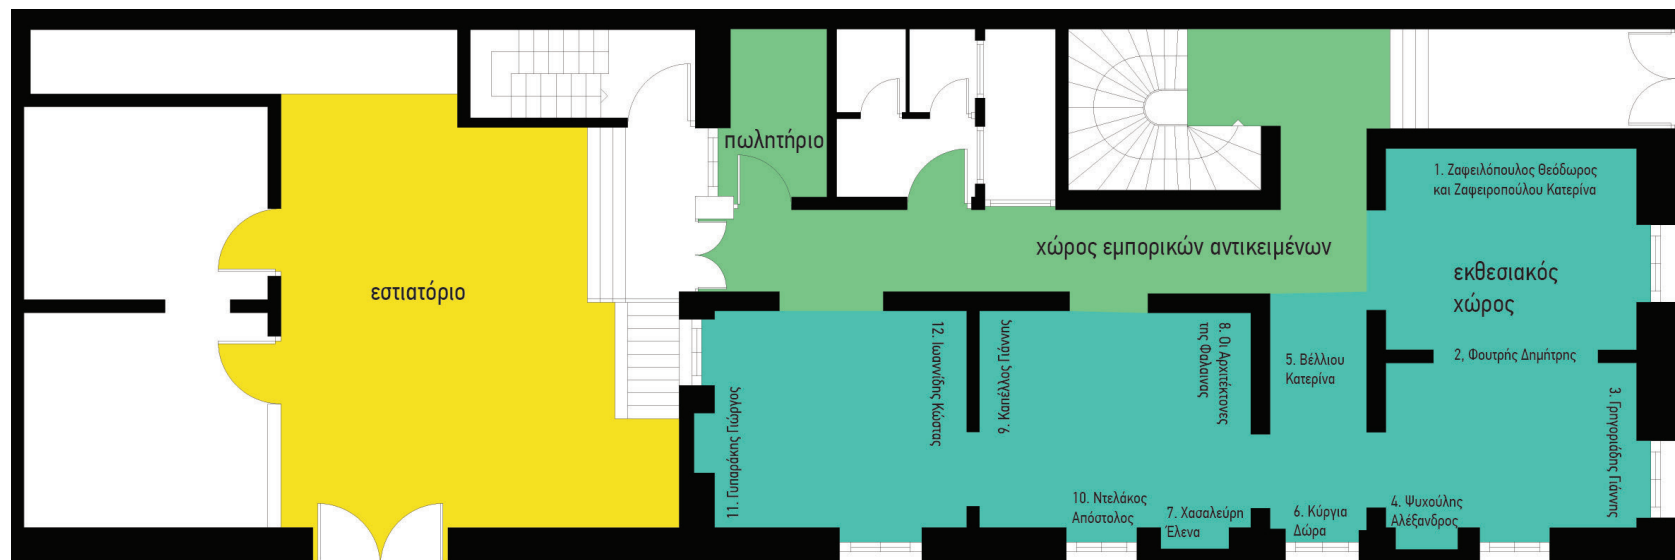 πωλητήριο
1. Ζαφειλόπουλος Θεόδωρος
και Ζαφειροπούλου Κατερίνα
χώρος εμπορικών αντικειμένων
εκθεσιακός
χώρος
εστιατόριο
12. Ιωαννίδης Κώστας
9. Καπέλλος Γιάννης
8. Οι Αρχιτέκτονες
της Φάλαινας
5. Βέλλιου
Κατερίνα
2, Φουτρής Δημήτρης
3. Γρηγοριάδης Γιάννης
11. Γυπαράκης Γιώργος
10. Ντελάκος
Απόστολος
7. Χασαλεύρη
Έλενα
6. Κύργια
Δώρα
4. Ψυχούλης
Αλέξανδρος